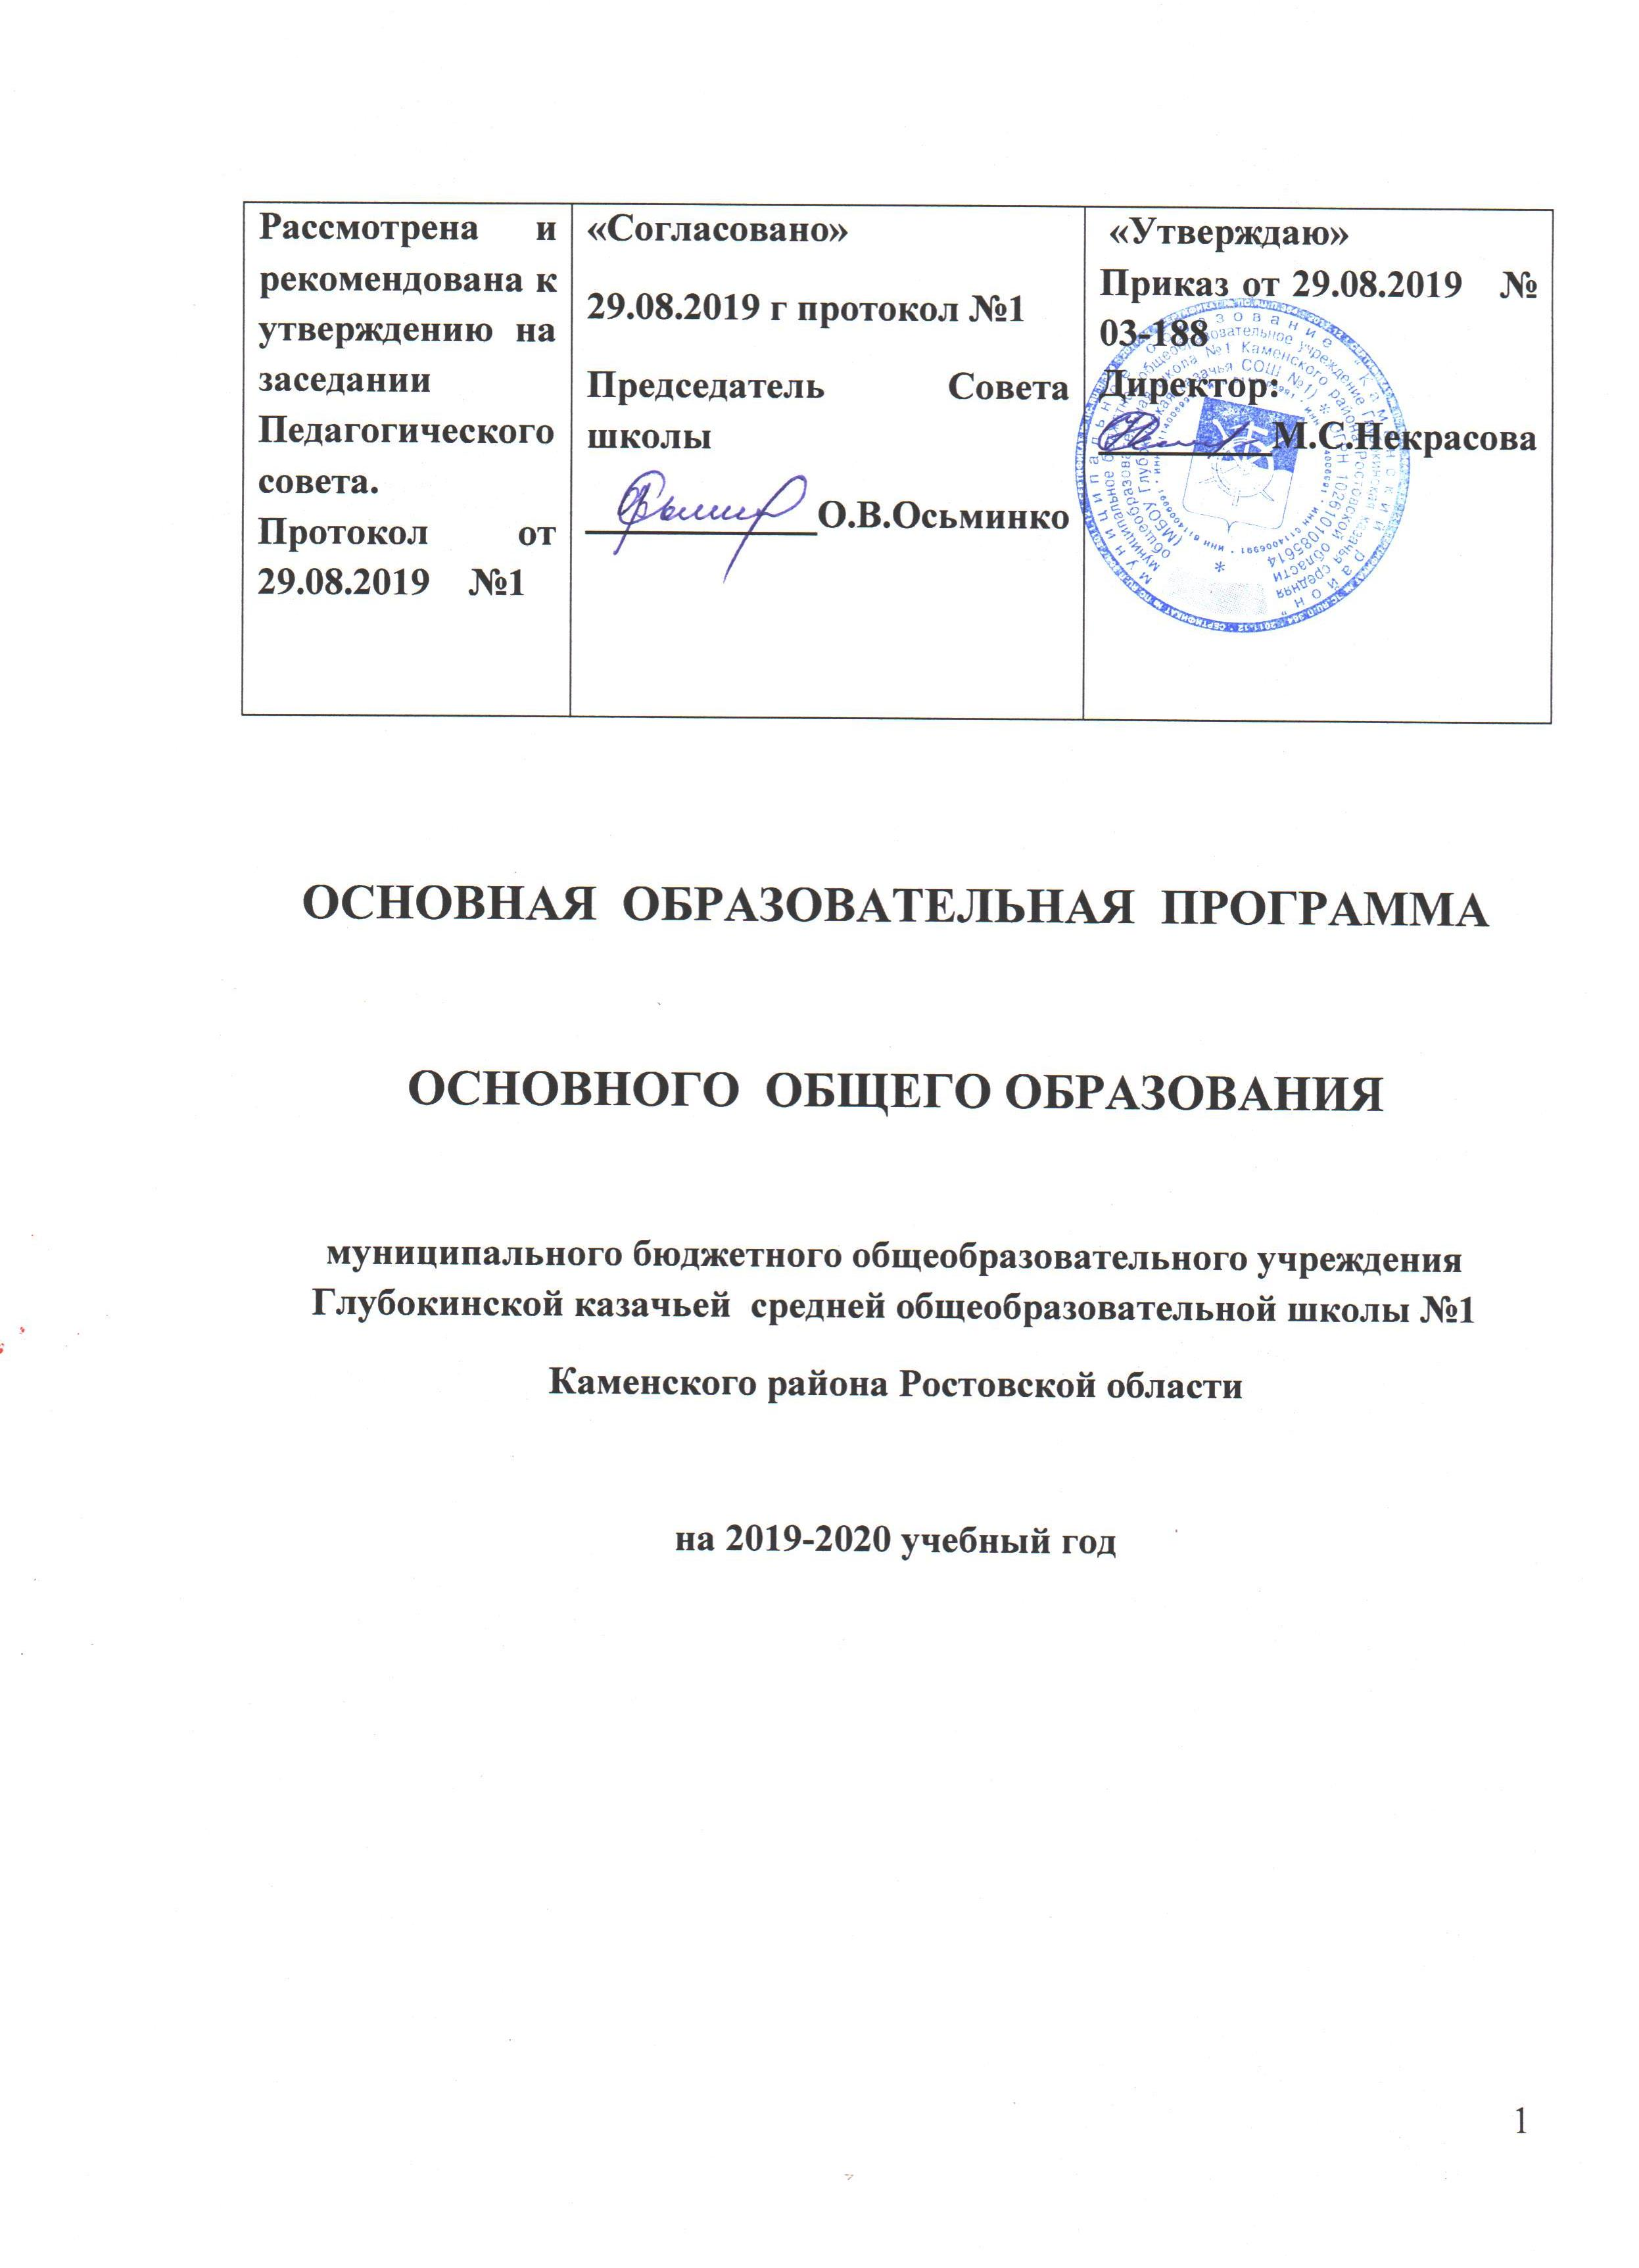 Рассмотрена и
рекомендована к
утверждению на
заседании
Педагогического
совета.
Протокол от
29.08.2019 №1
«Согласовано»
29.08.2019 г протокол №1
Председатель Совета
школы
О.В.Осьминко
«Утверждаю»
Приказ от 29.08.2019 №
03-188
Директор:
М.С.Некрасова
ОСНОВНАЯ ОБРАЗОВАТЕЛЬНАЯ ПРОГРАММА
ОСНОВНОГО ОБЩЕГО ОБРАЗОВАНИЯ
муниципального бюджетного общеобразовательного учреждения
Глубокинской казачьей средней общеобразовательной школы №1
Каменского района Ростовской области
на 2019-2020 учебный год
1